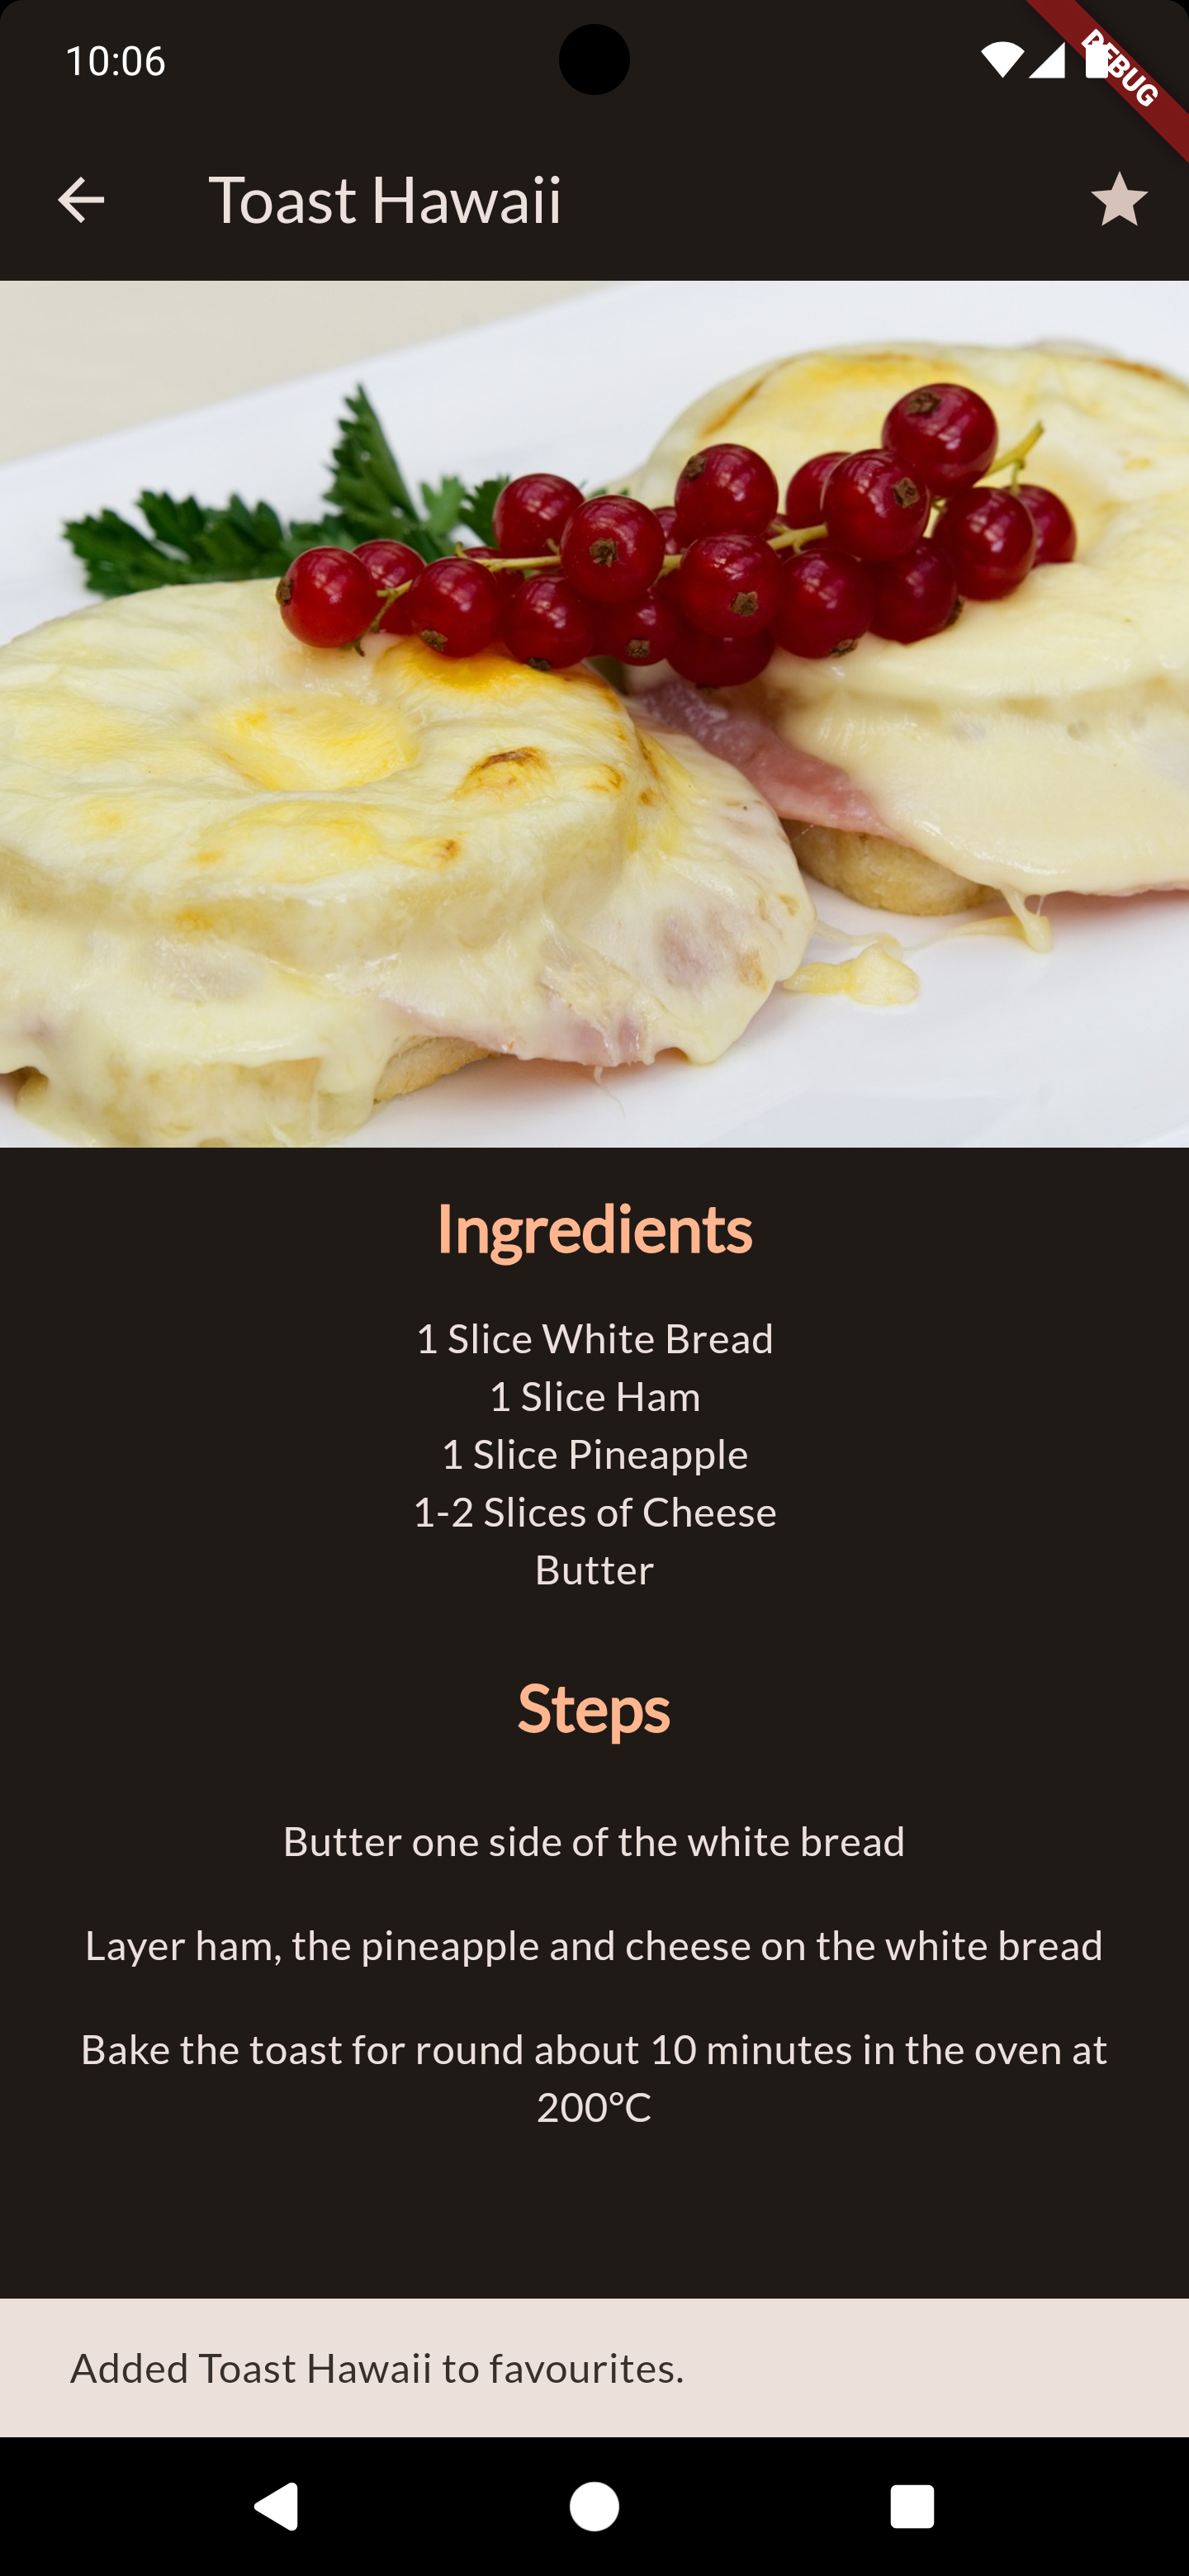 10:06
DEBUG
Toast Hawaii
Ingredients
1 Slice White Bread
1 Slice Ham
1 Slice Pineapple
1-2 Slices of Cheese
Butter
Steps
Butter one side of the white bread
Layer ham, the pineapple and cheese on the white bread
Bake the toast for round about 10 minutes in the oven at
200°C
Added Toast Hawaii to favourites.